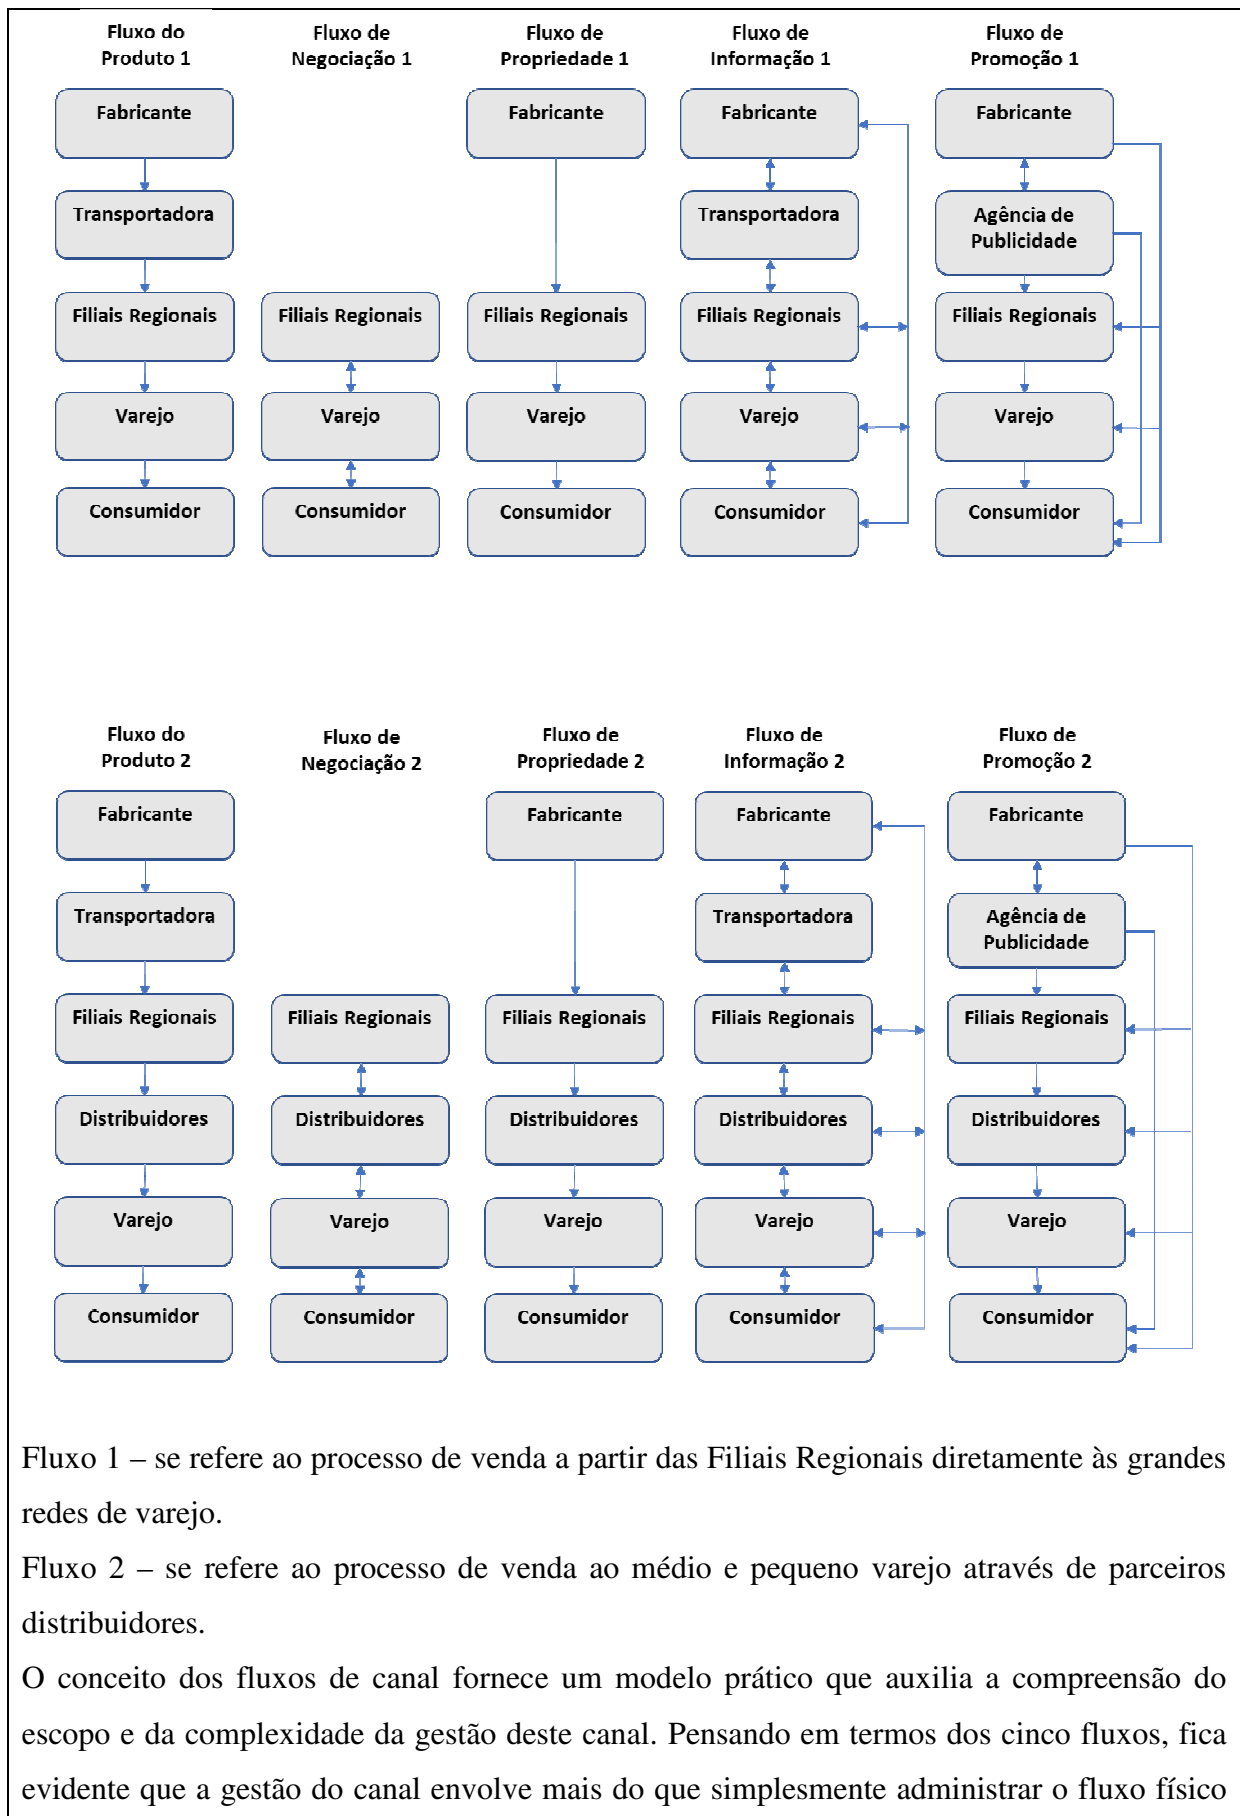 Fluxo do
Produto 1
Fluxo de
Negociação 1
Fluxo de
Propriedade 1
Fluxo de
Informação 1
Fluxo de
Promoção 1
Fabricante
Transportadora
Filiais Regionais
Varejo
Consumidor
Filiais Regionais
Varejo
Consumidor
Fabricante
Filiais Regionais
Varejo
Consumidor
Fabricante
Transportadora
Filiais Regionais
Varejo
Consumidor
Fabricante
Agência de
Publicidade
Filiais Regionais
Varejo
Consumidor
Fluxo do
Produto 2
Fluxo de
Negociação 2
Fluxo de
Propriedade 2
Fluxo de
Informação 2
Fluxo de
Promoção 2
Fabricante
Transportadora
Filiais Regionais
Distribuidores
Varejo
Consumidor
Filiais Regionais
Distribuidores
Varejo
Consumidor
Fabricante
Filiais Regionais
Distribuidores
Varejo
Consumidor
Fabricante
Transportadora
Filiais Regionais
Distribuidores
Varejo
Consumidor
Fabricante
Agência de
Publicidade
Filiais Regionais
Distribuidores
Varejo
Consumidor
Fluxo 1 – se refere ao processo de venda a partir das Filiais Regionais diretamente às grandes
redes de varejo.
Fluxo 2 – se refere ao processo de venda ao médio e pequeno varejo através de parceiros
distribuidores.
O conceito dos fluxos de canal fornece um modelo prático que auxilia a compreensão do
escopo e da complexidade da gestão deste canal. Pensando em termos dos cinco fluxos, fica
evidente que a gestão do canal envolve mais do que simplesmente administrar o fluxo físico